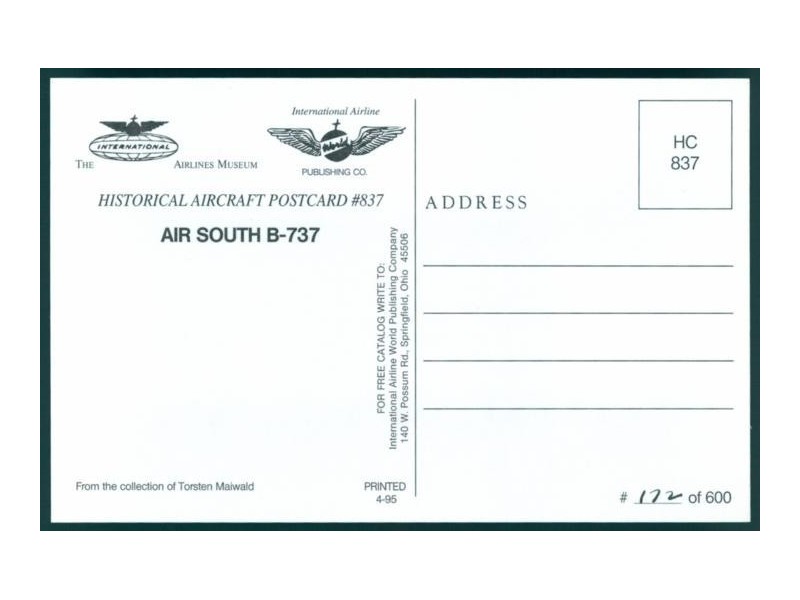 INTERNATIONAL
THE AIRLINES MUSEUM
International Airline
World
PUBLISHING CO.
HISTORICAL AIRCRAFT POSTCARD #837
AIR SOUTH B-737
FOR FREE CATALOG WRITE TO:
International Airline World Publishing Company
140 W. Possum Rd., Springfield, Ohio 45506
From the collection of Torsten Maiwald
PRINTED
4-95
HC
837
ADDRESS
# 172 of 600